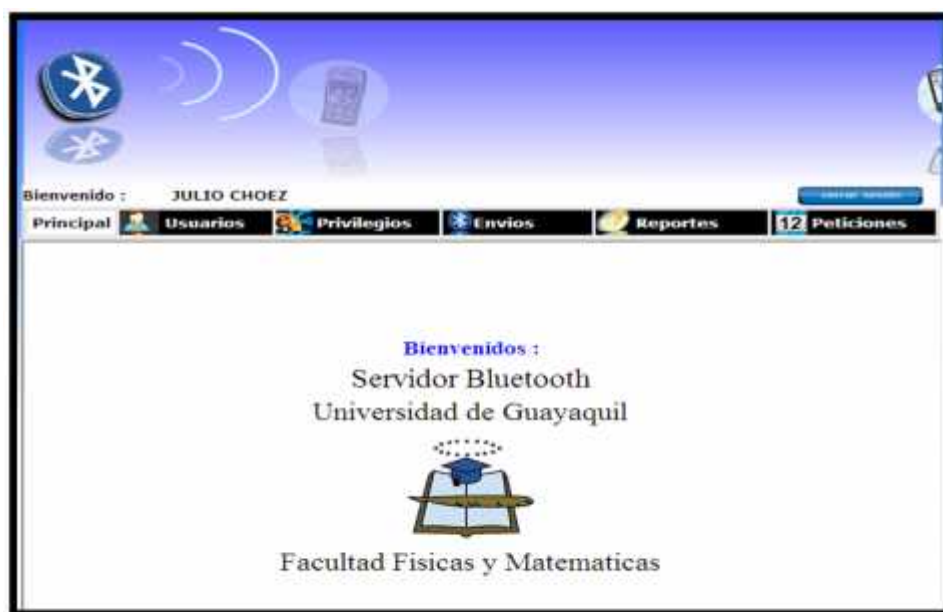 Bienvenido : JULIO CHOEZ
Principal Usuarios Privilegios Envios Reportes 12 Peticiones
Bienvenidos :
Servidor Bluetooth
Universidad de Guayaquil
Facultad Fisicas y Matematicas